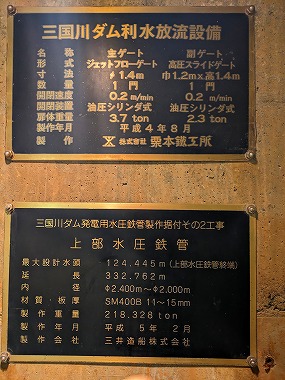 三国川ダム利水放流設備
名称 主ゲート 副ゲート
形式 ジェットフローゲート 高圧スライドゲート
寸法 φ1.4m 巾1.2m×高1.4m
数量 1門 1門
開閉速度 0.2 m/min 0.2 m/min
開閉装置 油圧シリンダ式 油圧シリンダ式
扉体重量 3.7 ton 2.3 ton
製作年月 平成4年8月
製作 株式会社 栗本鐵工所
三国川ダム発電用水圧鉄管製作据付その2工事
上部水圧鉄管
最大設計水頭 124.445m(上部水圧鉄管終端)
延長 332.762m
内径 Φ2.400m~Φ2.000m
材質・板厚 SM400B 11~15mm
製作重量 218.328 ton
製作年月 平成5年2月
製作会社 三井造船株式会社